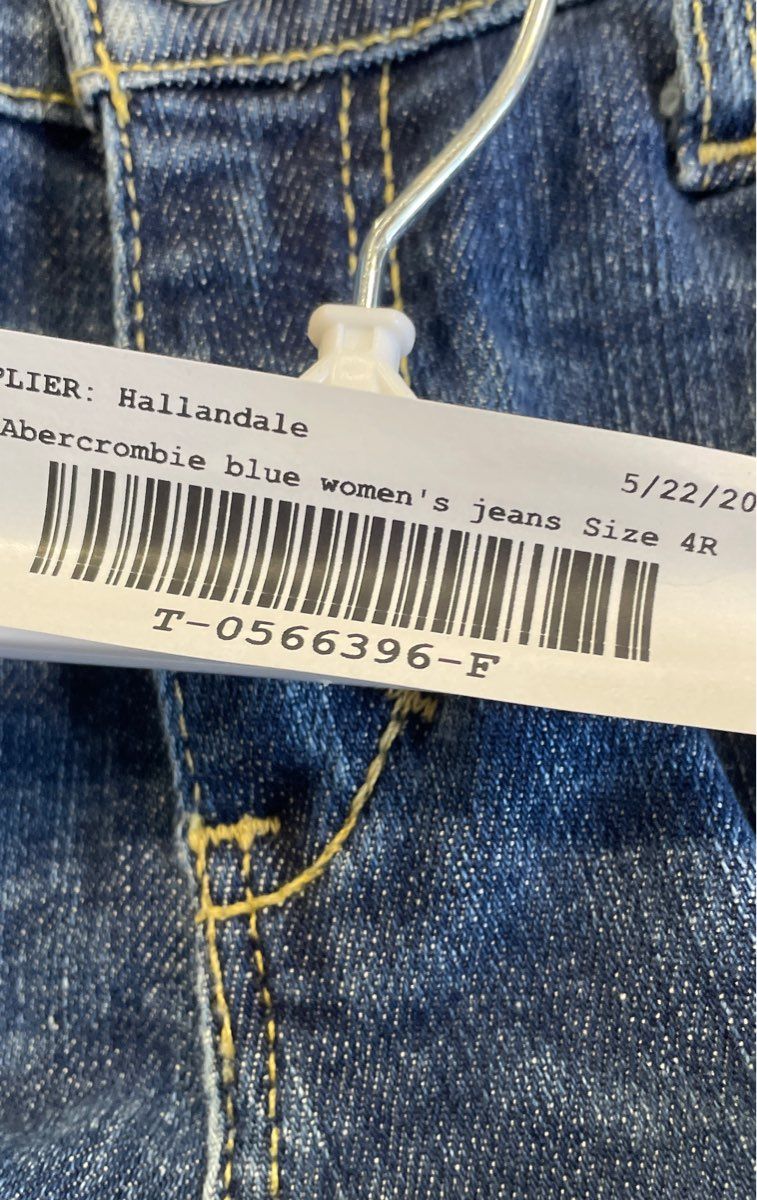 PLIER: Hallandale
5/22/20
Abercrombie blue women's jeans Size 4R
T-0566396-F